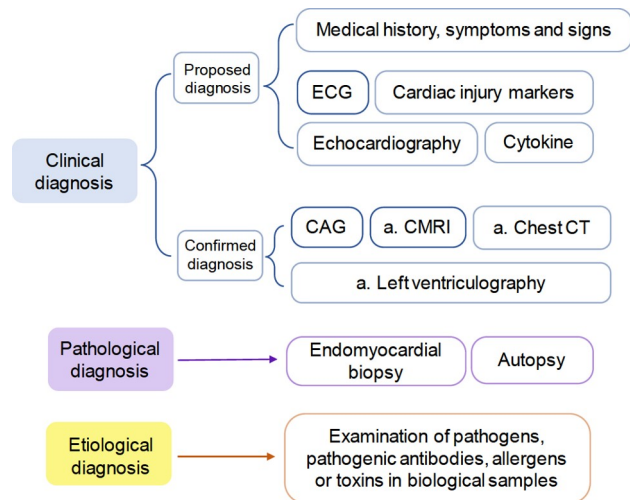 Medical history, symptoms and signs
Proposed
diagnosis
ECG
Cardiac injury markers
Echocardiography
Cytokine
Clinical
diagnosis
CAG
a. CMRI
a. Chest CT
Confirmed
diagnosis
a. Left ventriculography
Pathological
diagnosis
Endomyocardial
biopsy
Autopsy
Etiological
diagnosis
Examination of pathogens,
pathogenic antibodies, allergens
or toxins in biological samples